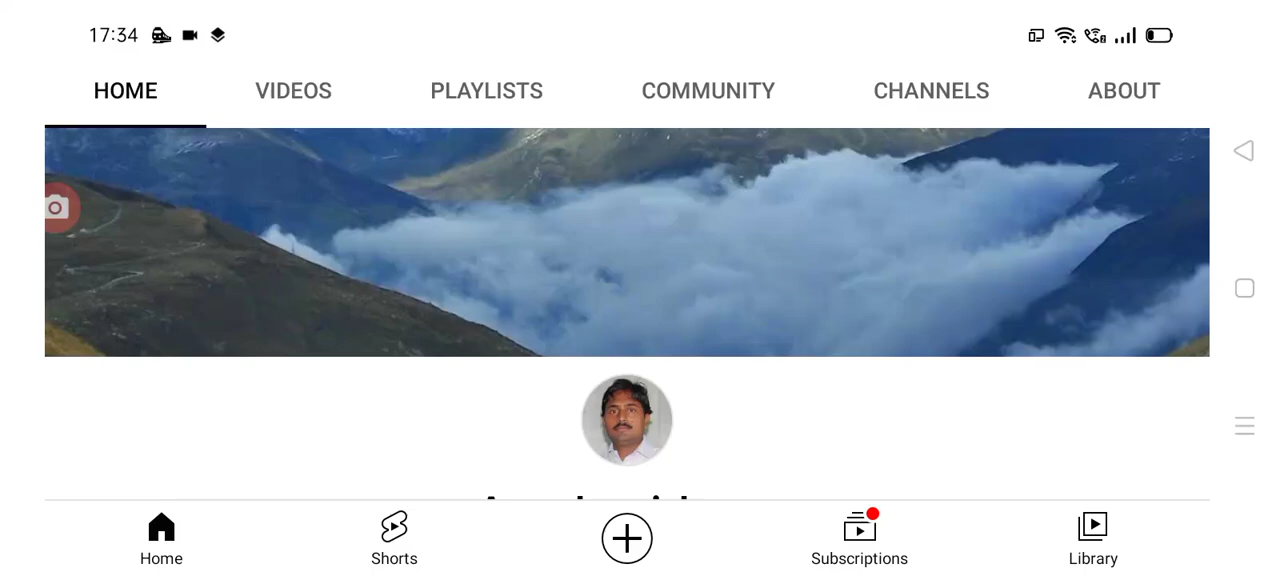 17:34
HOME VIDEOS PLAYLISTS COMMUNITY CHANNELS ABOUT
Home Shorts Subscriptions Library